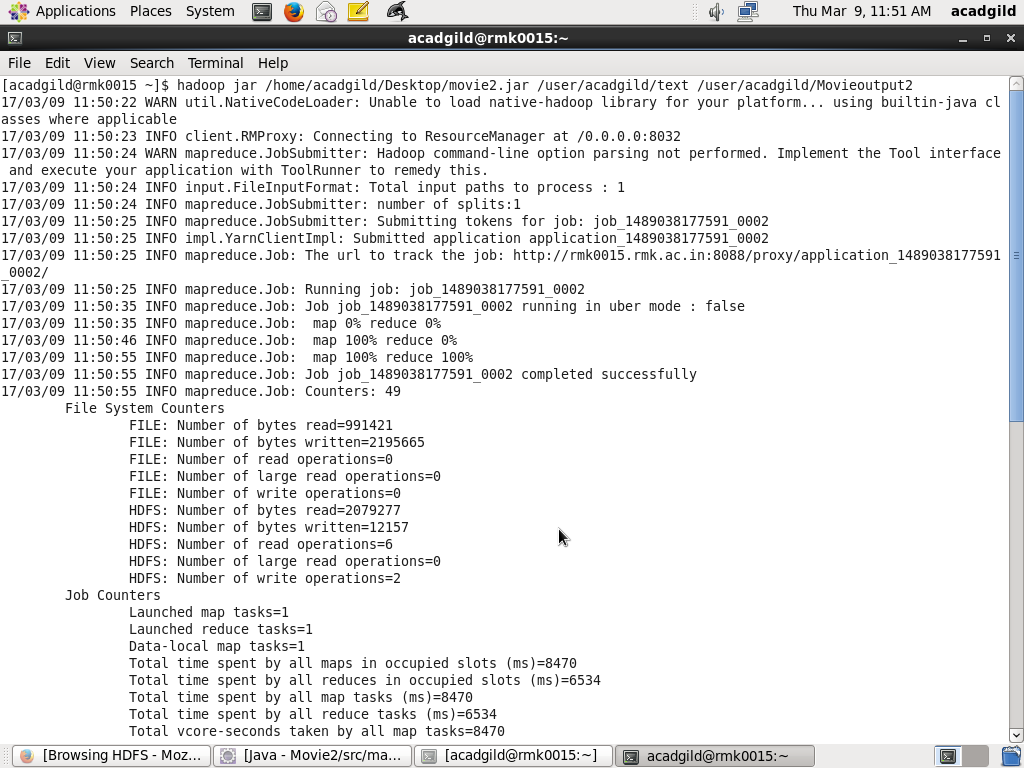 Applications Places System Thu Mar 9, 11:51 AM acadgild
acadgild@rmk0015:~
File Edit View Search Terminal Help
[acadgild@rmk0015 ~]$ hadoop jar /home/acadgild/Desktop/movie2.jar /user/acadgild/text /user/acadgild/Movieoutput2
17/03/09 11:50:22 WARN util.NativeCodeLoader: Unable to load native-hadoop library for your platform... using builtin-java cl
asses where applicable
17/03/09 11:50:23 INFO client.RMProxy: Connecting to ResourceManager at /0.0.0.0:8032
17/03/09 11:50:24 WARN mapreduce.JobSubmitter: Hadoop command-line option parsing not performed. Implement the Tool interface
 and execute your application with ToolRunner to remedy this.
17/03/09 11:50:24 INFO input.FileInputFormat: Total input paths to process : 1
17/03/09 11:50:24 INFO mapreduce.JobSubmitter: number of splits:1
17/03/09 11:50:25 INFO mapreduce.JobSubmitter: Submitting tokens for job: job_1489038177591_0002
17/03/09 11:50:25 INFO impl.YarnClientImpl: Submitted application application_1489038177591_0002
17/03/09 11:50:25 INFO mapreduce.Job: The url to track the job: http://rmk0015.rmk.ac.in:8088/proxy/application_1489038177591
_0002/
17/03/09 11:50:25 INFO mapreduce.Job: Running job: job_1489038177591_0002
17/03/09 11:50:35 INFO mapreduce.Job: Job job_1489038177591_0002 running in uber mode : false
17/03/09 11:50:35 INFO mapreduce.Job:  map 0% reduce 0%
17/03/09 11:50:46 INFO mapreduce.Job:  map 100% reduce 0%
17/03/09 11:50:55 INFO mapreduce.Job:  map 100% reduce 100%
17/03/09 11:50:55 INFO mapreduce.Job: Job job_1489038177591_0002 completed successfully
17/03/09 11:50:55 INFO mapreduce.Job: Counters: 49
File System Counters
FILE: Number of bytes read=991421
FILE: Number of bytes written=2195665
FILE: Number of read operations=0
FILE: Number of large read operations=0
FILE: Number of write operations=0
HDFS: Number of bytes read=2079277
HDFS: Number of bytes written=12157
HDFS: Number of read operations=6
HDFS: Number of large read operations=0
HDFS: Number of write operations=2
Job Counters
Launched map tasks=1
Launched reduce tasks=1
Data-local map tasks=1
Total time spent by all maps in occupied slots (ms)=8470
Total time spent by all reduces in occupied slots (ms)=6534
Total time spent by all map tasks (ms)=8470
Total time spent by all reduce tasks (ms)=6534
Total vcore-seconds taken by all map tasks=8470
[Browsing HDFS - Moz... [Java - Movie2/src/ma... [acadgild@rmk0015:~] acadgild@rmk0015:~